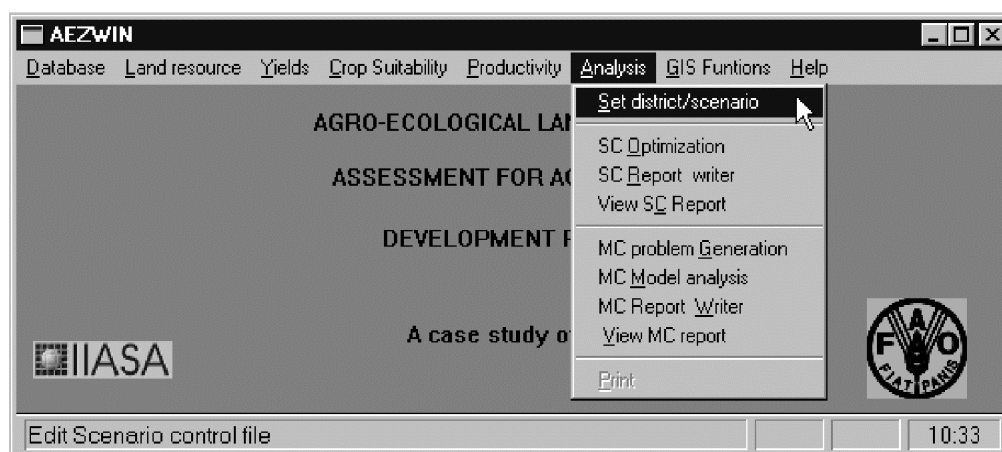 AEZWIN
Database Land resource Yields Crop Suitability Productivity Analysis GIS Funtions Help
Set district/scenario
SC Optimization
SC Report writer
View SC Report
MC problem Generation
MC Model analysis
MC Report Writer
View MC report
Print
AGRO-ECOLOGICAL LA
ASSESSMENT FOR A
DEVELOPMENT
A case study o
IIASA
FAO
FIAT PANIS
Edit Scenario control file
10:33